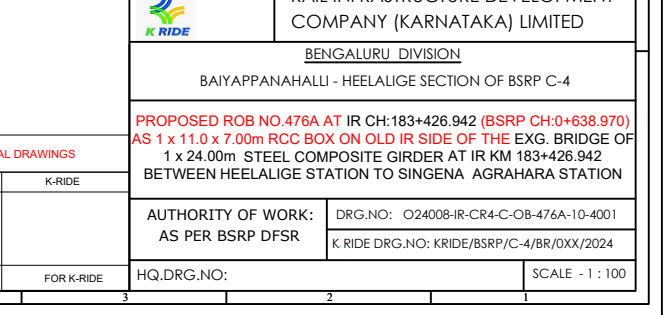 RAIL INFRASTRUCTURE DEVELOPMENT
COMPANY (KARNATAKA) LIMITED
K RIDE
BENGALURU DIVISION
BAIYAPPANAHALLI - HEELALIGE SECTION OF BSRP C-4
PROPOSED ROB NO.476A AT IR CH:183+426.942 (BSRP CH:0+638.970)
AS 1 x 11.0 x 7.00m RCC BOX ON OLD IR SIDE OF THE EXG. BRIDGE OF
1 x 24.00m STEEL COMPOSITE GIRDER AT IR KM 183+426.942
BETWEEN HEELALIGE STATION TO SINGENA AGRAHARA STATION
AL DRAWINGS
K-RIDE
AUTHORITY OF WORK:
AS PER BSRP DFSR
DRG.NO: O24008-IR-CR4-C-OB-476A-10-4001
K RIDE DRG.NO: KRIDE/BSRP/C-4/BR/0XX/2024
FOR K-RIDE
HQ.DRG.NO:
SCALE - 1 : 100
3 2 1